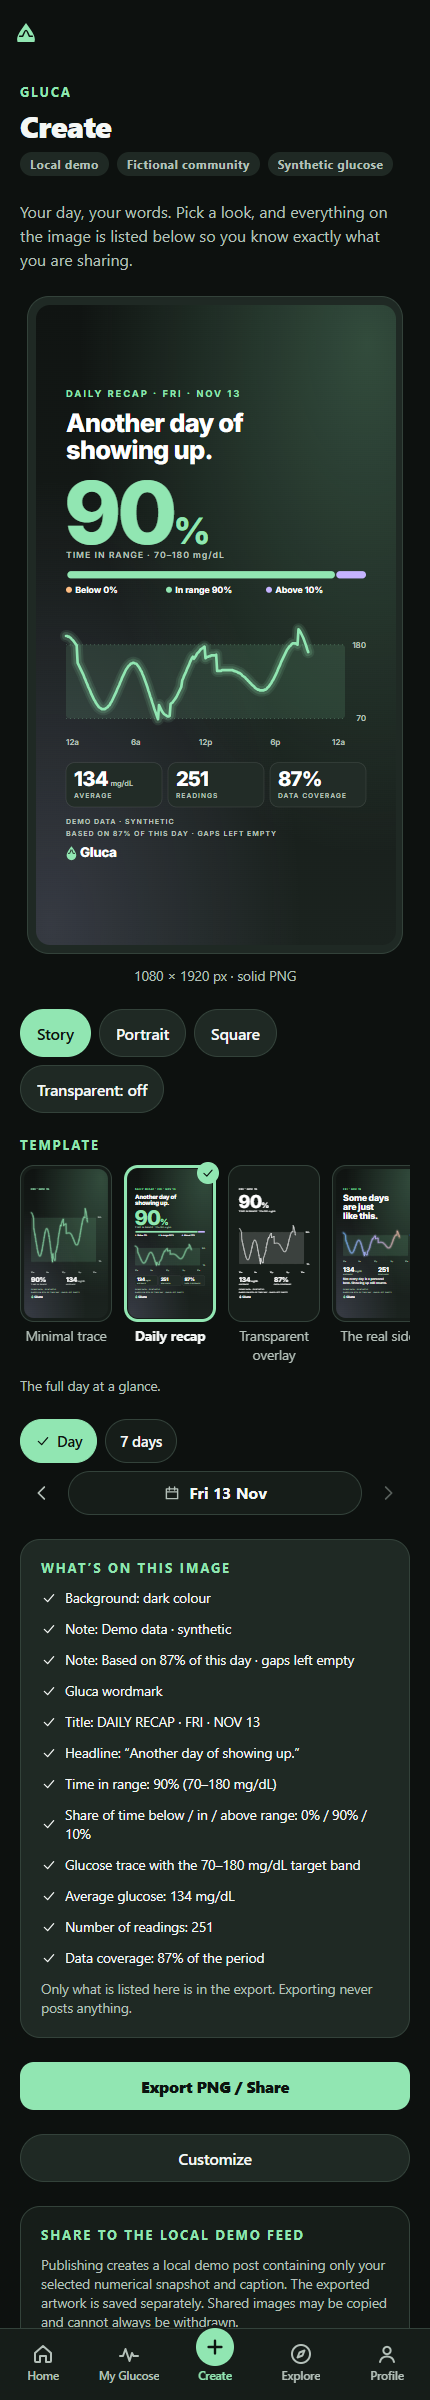 GLUCA
Create
Local demo
Fictional community
Synthetic glucose
Your day, your words. Pick a look, and everything on
the image is listed below so you know exactly what
you are sharing.
DAILY RECAP · FRI · NOV 13
Another day of
showing up.
90%
TIME IN RANGE · 70–180 mg/dL
Below 0%
In range 90%
Above 10%
180
70
12a
6a
12p
6p
12a
134 mg/dL
AVERAGE
251
READINGS
87%
DATA COVERAGE
DEMO DATA · SYNTHETIC
BASED ON 87% OF THIS DAY · GAPS LEFT EMPTY
Gluca
1080 × 1920 px · solid PNG
Story
Portrait
Square
Transparent: off
TEMPLATE
90%
134
Another day of
showing up.
90%
134
251
87%
90%
134
87%
Some days
are just
like this.
134
251
Minimal trace
Daily recap
Transparent
overlay
The real side
The full day at a glance.
Day
7 days
Fri 13 Nov
WHAT’S ON THIS IMAGE
Background: dark colour
Note: Demo data · synthetic
Note: Based on 87% of this day · gaps left empty
Gluca wordmark
Title: DAILY RECAP · FRI · NOV 13
Headline: “Another day of showing up.”
Time in range: 90% (70–180 mg/dL)
Share of time below / in / above range: 0% / 90% /
10%
Glucose trace with the 70–180 mg/dL target band
Average glucose: 134 mg/dL
Number of readings: 251
Data coverage: 87% of the period
Only what is listed here is in the export. Exporting never
posts anything.
Export PNG / Share
Customize
SHARE TO THE LOCAL DEMO FEED
Publishing creates a local demo post containing only your
selected numerical snapshot and caption. The exported
artwork is saved separately. Shared images may be copied
and cannot always be withdrawn.
Home
My Glucose
Create
Explore
Profile